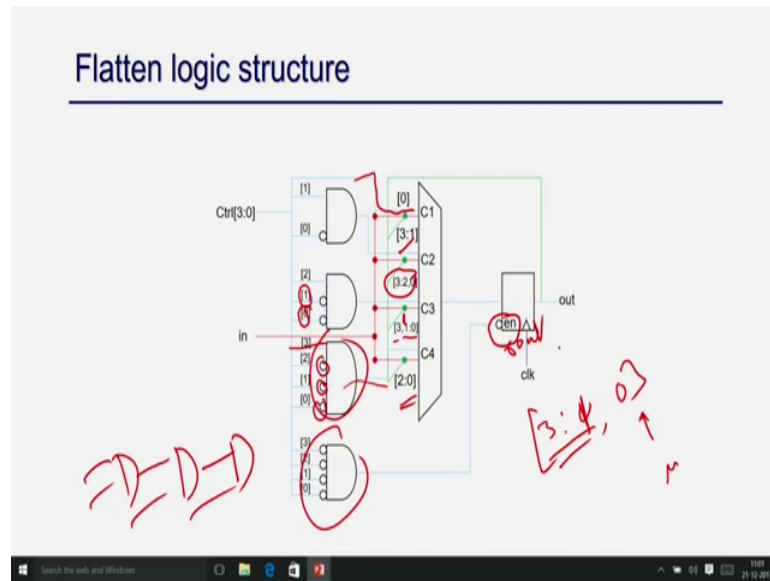 Flatten logic structure
Ctrl[3:0]
[1]
[0]
[2]
[1]
[3]
[2]
[1]
[0]
[3]
[2]
[1]
[0]
in
[0]
C1
[3:1]
C2
[3:2,0]
C3
[3,1:0]
C4
[2:0]
en
clk
out
Search the web and Windows
11:01